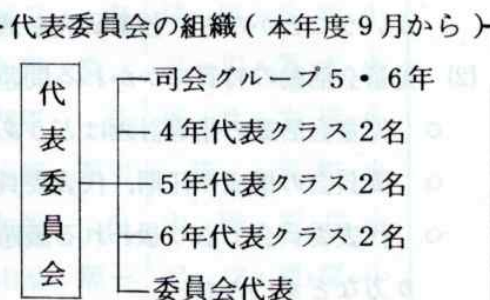 代表委員会の組織(本年度9月から)
代表委員会
司会グループ5・6年
4年代表クラス2名
5年代表クラス2名
6年代表クラス2名
委員会代表